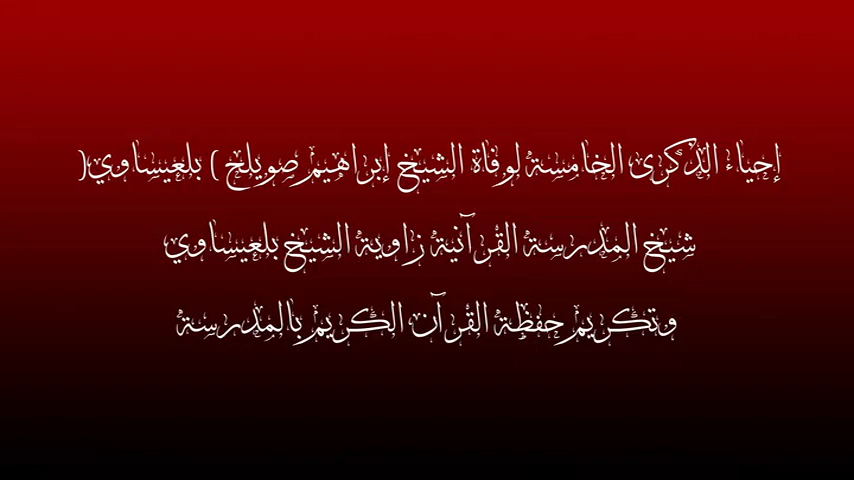 إحياء الذكرى الخامسة لوفاة الشيخ إبراهيم صويلح ) بلعيساوي(
شيخ المدرسة القرآنية زاوية الشيخ بلعيساوي
وتكريم حفظة القرآن الكريم بالمدرسة